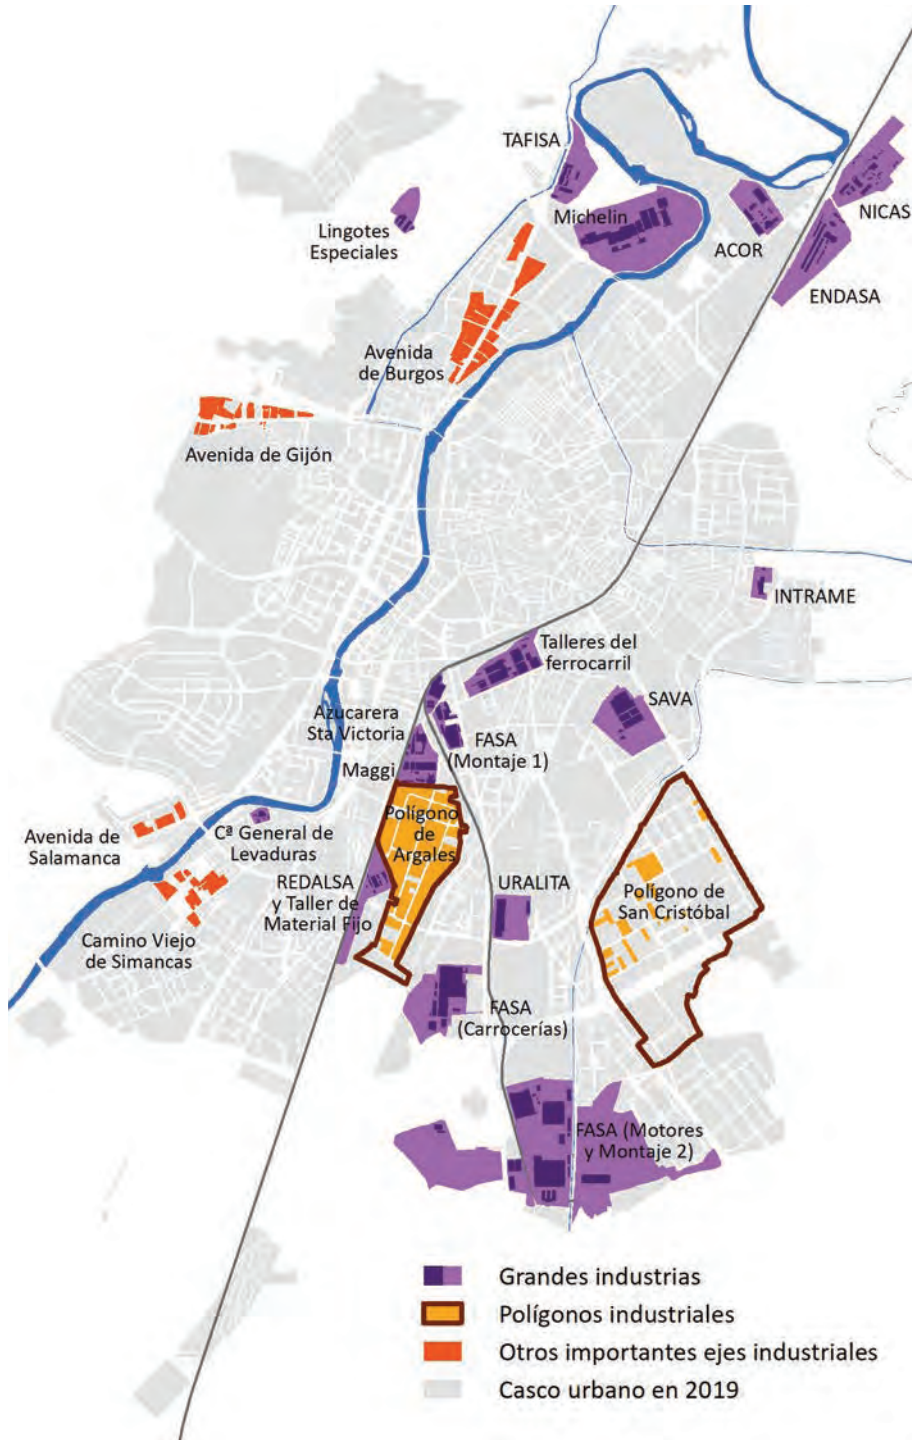 TAFISA
Michelin
NICAS
ACOR
Lingotes
Especiales
ENDASA
Avenida
de Burgos
Avenida de Gijón
INTRAME
Talleres del
ferrocarril
SAVA
Azucarera
Sta Victoria
FASA
(Montaje 1)
Maggi
Polígono
de
Argales
Avenida de
Salamanca
Cª General de
Levaduras
REDALSA
y Taller de
Material Fijo
URALITA
Polígono de
San Cristóbal
Camino Viejo
de Simancas
FASA
(Carrocerías)
FASA (Motores
y Montaje 2)
Grandes industrias
Polígonos industriales
Otros importantes ejes industriales
Casco urbano en 2019